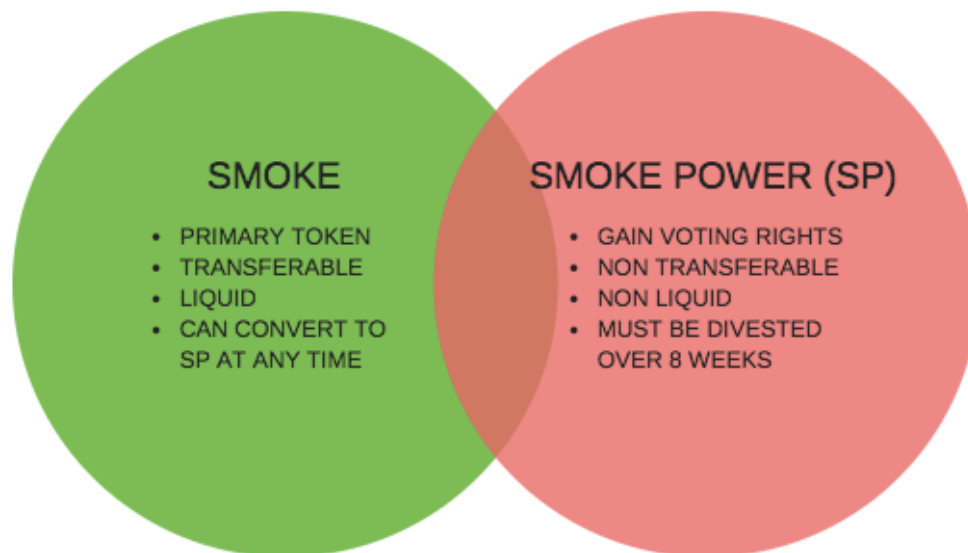 SMOKE
• PRIMARY TOKEN
• TRANSFERABLE
• LIQUID
• CAN CONVERT TO
SP AT ANY TIME
SMOKE POWER (SP)
• GAIN VOTING RIGHTS
• NON TRANSFERABLE
• NON LIQUID
• MUST BE DIVESTED
OVER 8 WEEKS